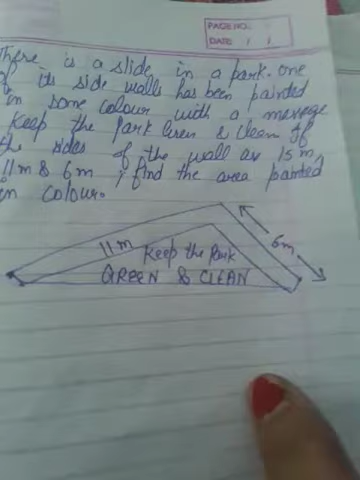 PAGE NO.
DATE / /
There is a slide in a park. One
of its side walls has been painted
in some colour with a message
Keep the Park Green & Clean If
the sides of the wall are 15m,
11m & 6m, find the area painted
in colour.
11m
6m
Keep the Park
GREEN & CLEAN